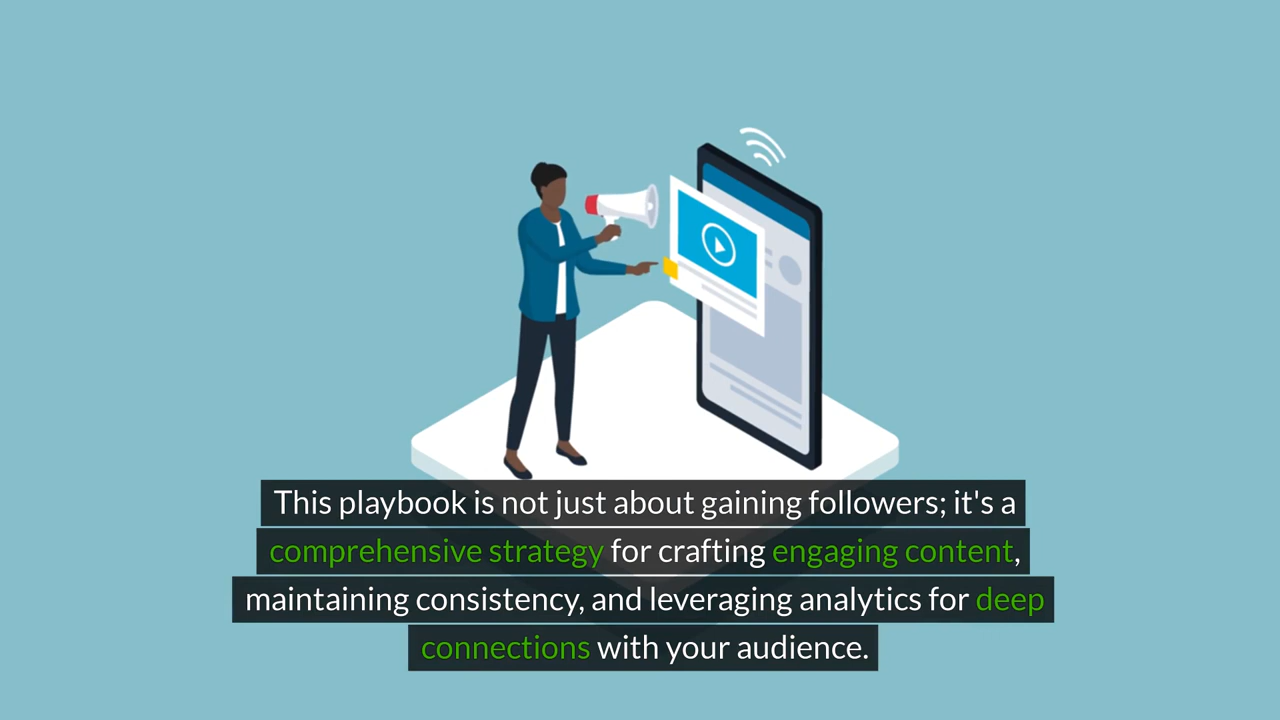 This playbook is not just about gaining followers; it's a
comprehensive strategy for crafting engaging content,
maintaining consistency, and leveraging analytics for deep
connections with your audience.